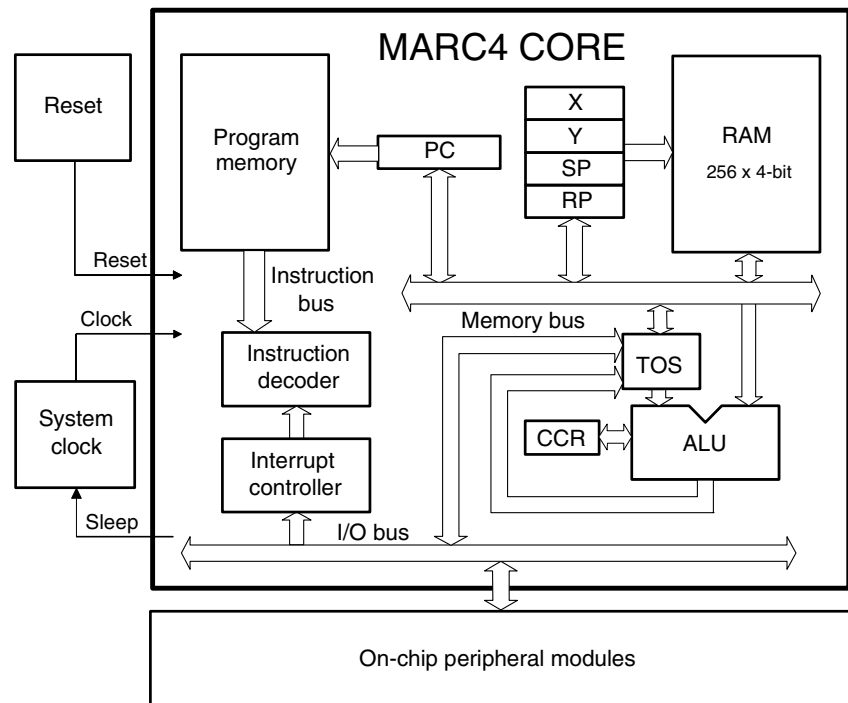 MARC4 CORE
Reset
Program
memory
PC
X
Y
SP
RP
RAM
256 x 4-bit
Reset
Instruction
bus
Clock
Memory bus
Instruction
decoder
TOS
System
clock
CCR
ALU
Interrupt
controller
Sleep
I/O bus
On-chip peripheral modules